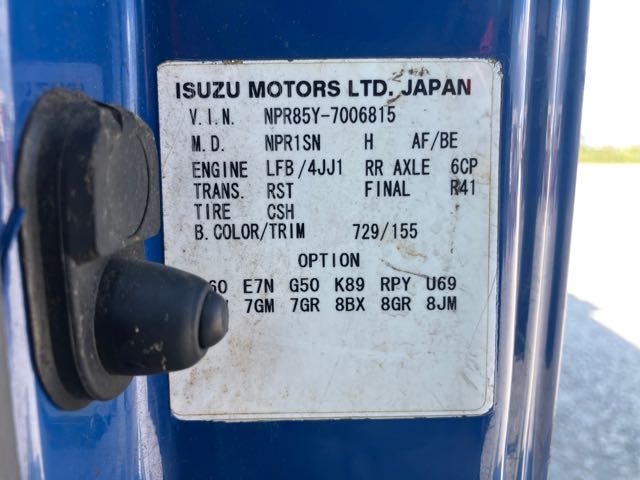 ISUZU MOTORS LTD. JAPAN
V.I.N. NPR85Y-7006815
M.D. NPR1SN H AF/BE
ENGINE LFB/4JJ1 RR AXLE 6CP
TRANS. RST FINAL R41
TIRE CSH
B.COLOR/TRIM 729/155
OPTION
E7N G50 K89 RPY U69
7GM 7GR 8BX 8GR 8JM